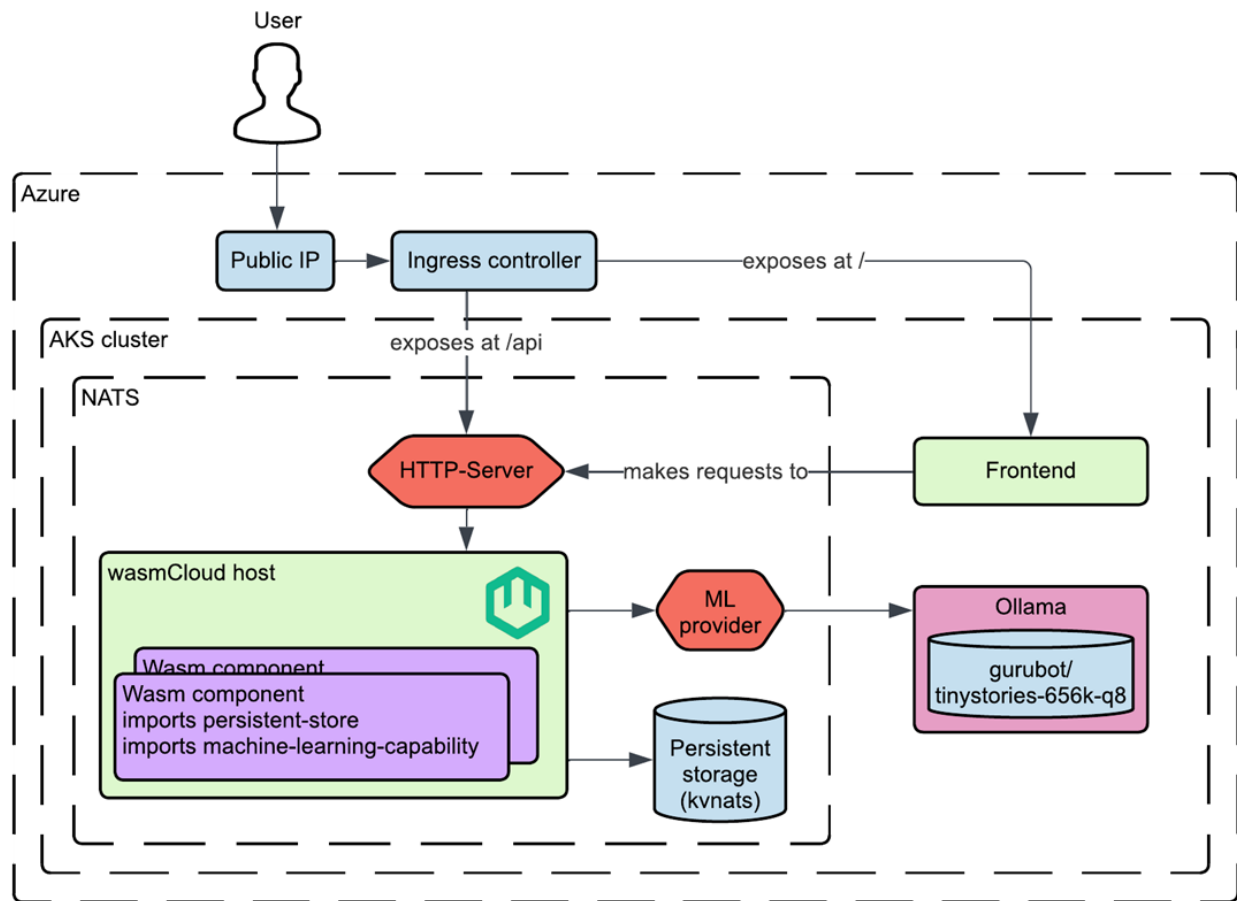 User
Azure
Public IP
Ingress controller
exposes at /
AKS cluster
exposes at /api
NATS
HTTP-Server
makes requests to
Frontend
wasmCloud host
ML
provider
Ollama
gurubot/
tinystories-656k-q8
Wasm component
Wasm component
imports persistent-store
imports machine-learning-capability
Persistent
storage
(kvnats)